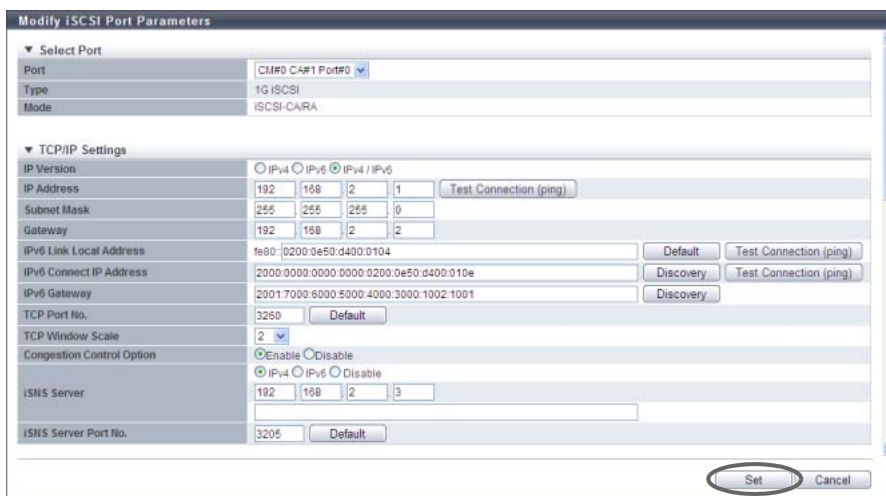 Modify iSCSI Port Parameters
▼ Select Port
Port CM#0 CA#1 Port#0
Type 1G iSCSI
Mode iSCSI-CA/RA
▼ TCP/IP Settings
IP Version IPv4 IPv6 IPv4 / IPv6
IP Address 192 . 168 . 2 . 1 Test Connection (ping)
Subnet Mask 255 . 255 . 255 . 0
Gateway 192 . 168 . 2 . 2
IPv6 Link Local Address fe80:: 0200:0e50:d400:0104 Default Test Connection (ping)
IPv6 Connect IP Address 2000:0000:0000:0000:0200:0e50:d400:010e Discovery Test Connection (ping)
IPv6 Gateway 2001:7000:6000:5000:4000:3000:1002:1001 Discovery
TCP Port No. 3260 Default
TCP Window Scale 2
Congestion Control Option Enable Disable
IPv4 IPv6 Disable
iSNS Server 192 . 168 . 2 . 3
iSNS Server Port No. 3205 Default
Set Cancel